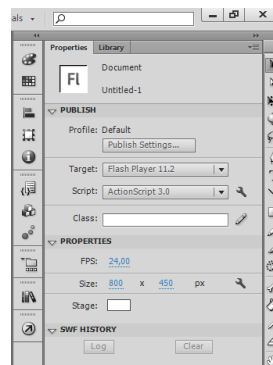 als
Properties Library
Fl
Document
Untitled-1
PUBLISH
Profile: Default
Publish Settings...
Target: Flash Player 11.2
Script: ActionScript 3.0
Class:
PROPERTIES
FPS: 24,00
Size: 800 x 450 px
Stage:
SWF HISTORY
Log Clear